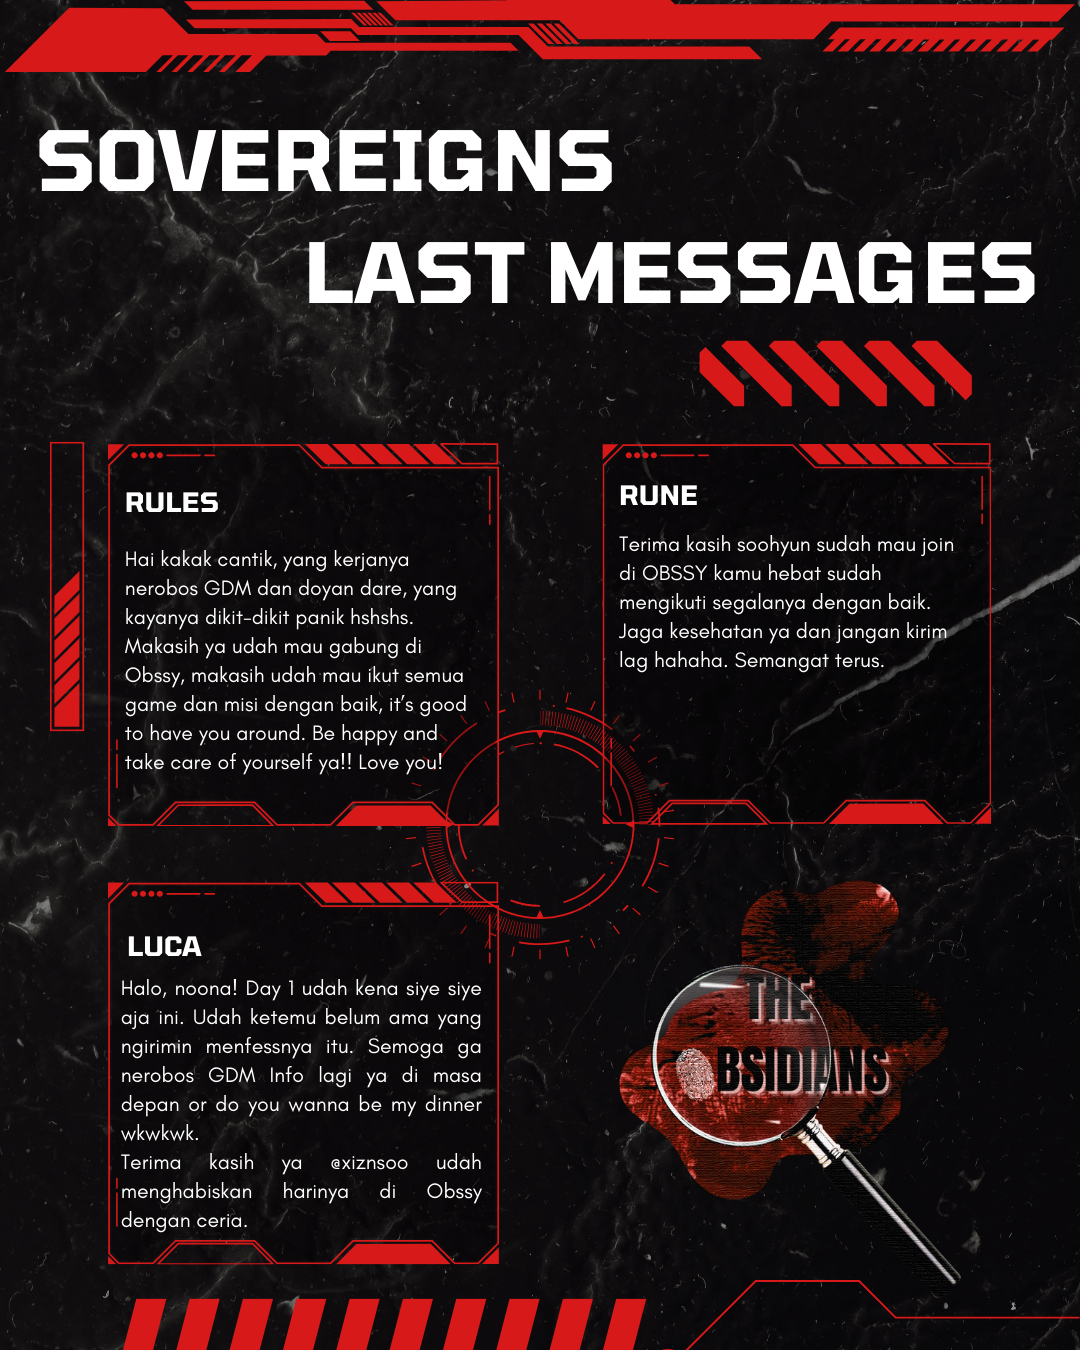 SOVEREIGNS
LAST MESSAGES
RULES
Hai kakak cantik, yang kerjanya
nerobos GDM dan doyan dare, yang
kayanya dikit-dikit panik hshshs.
Makasih ya udah mau gabung di
Obssy, makasih udah mau ikut semua
game dan misi dengan baik, it's good
to have you around. Be happy and
take care of yourself ya!! Love you!
RUNE
Terima kasih soohyun sudah mau join
di OBSSY kamu hebat sudah
mengikuti segalanya dengan baik.
Jaga kesehatan ya dan jangan kirim
lag hahaha. Semangat terus.
LUCA
Halo, noona! Day 1 udah kena siye siye
aja ini. Udah ketemu belum ama yang
ngirimin menfessnya itu. Semoga ga
nerobos GDM Info lagi ya di masa
depan or do you wanna be my dinner
wkwkwk.
Terima kasih ya @xiznsoo udah
menghabiskan harinya di Obssy
dengan ceria.
THE
BSIDIANS